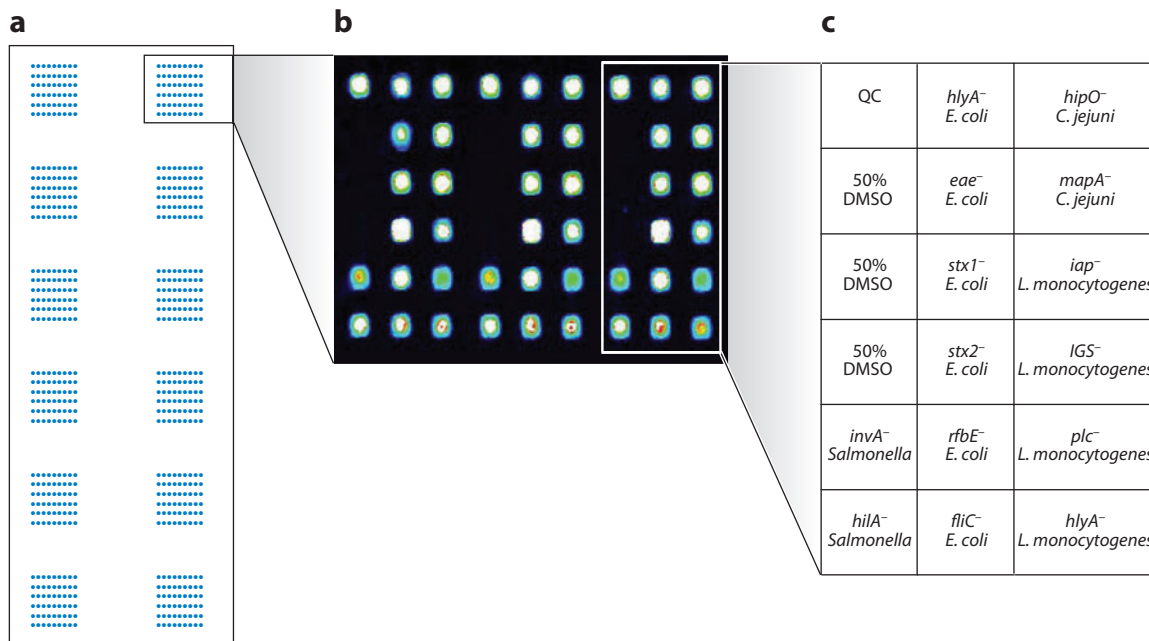 a
b
c
QC
hlyA–
E. coli
hipO–
C. jejuni
50%
DMSO
eae–
E. coli
mapA–
C. jejuni
50%
DMSO
stx1–
E. coli
iap–
L. monocytogenes
50%
DMSO
stx2–
E. coli
IGS–
L. monocytogenes
invA–
Salmonella
rfbE–
E. coli
plc–
L. monocytogenes
hilA–
Salmonella
fliC–
E. coli
hlyA–
L. monocytogenes